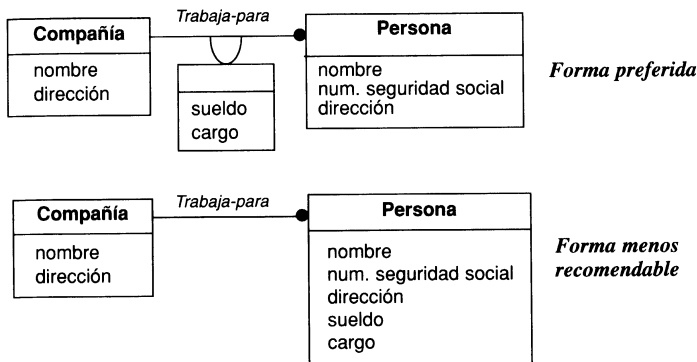 Trabaja-para
Compañía
Persona
nombre
dirección
sueldo
cargo
nombre
num. seguridad social
dirección
Forma preferida
Trabaja-para
Compañía
Persona
nombre
dirección
nombre
num. seguridad social
dirección
sueldo
cargo
Forma menos
recomendable